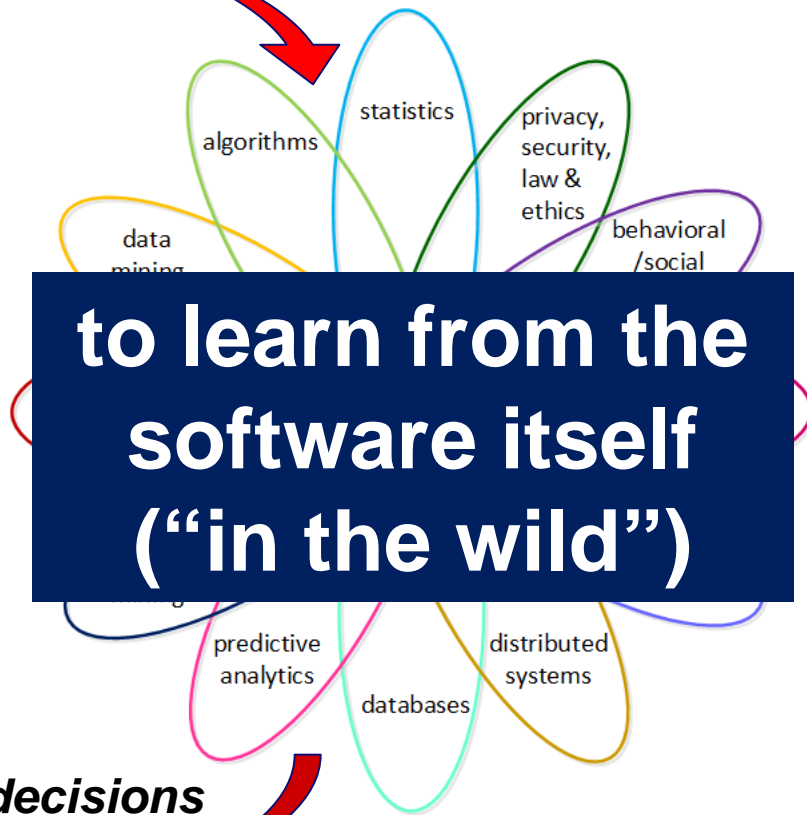 statistics
privacy,
security,
law &
ethics
algorithms
behavioral
/social
data
mining
to learn from the
software itself
(“in the wild”)
predictive
analytics
distributed
systems
databases
decisions